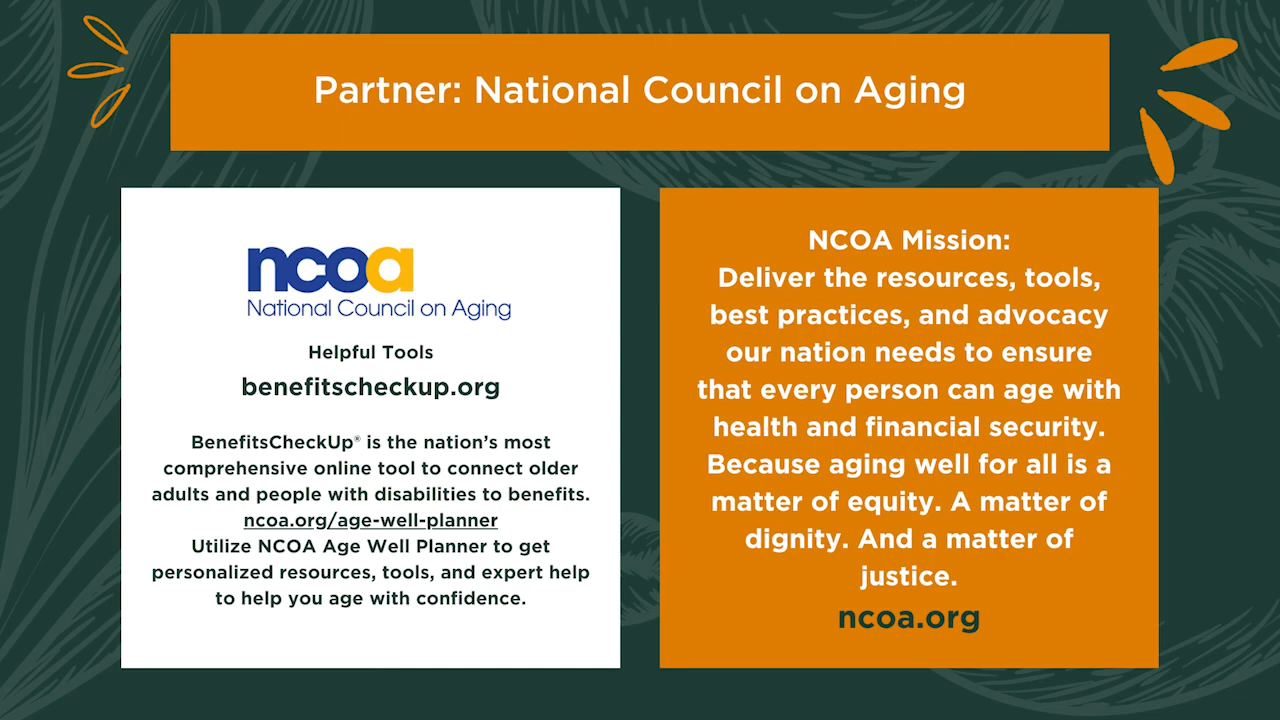 Partner: National Council on Aging
ncoa
National Council on Aging
Helpful Tools
benefitscheckup.org
BenefitsCheckUp® is the nation's most
comprehensive online tool to connect older
adults and people with disabilities to benefits.
ncoa.org/age-well-planner
Utilize NCOA Age Well Planner to get
personalized resources, tools, and expert help
to help you age with confidence.
NCOA Mission:
Deliver the resources, tools,
best practices, and advocacy
our nation needs to ensure
that every person can age with
health and financial security.
Because aging well for all is a
matter of equity. A matter of
dignity. And a matter of
justice.
ncoa.org